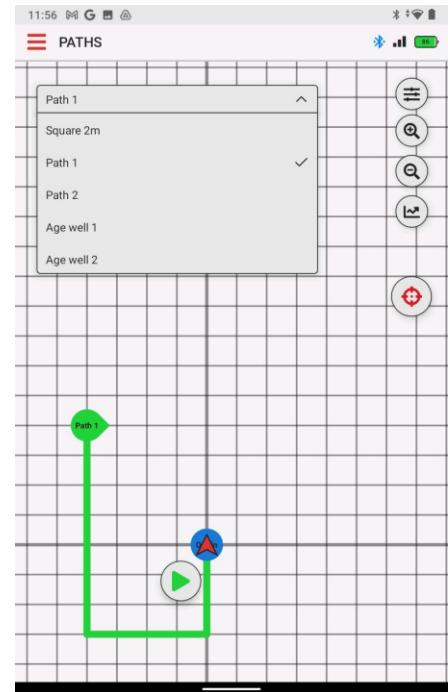 11:56
PATHS
86
Path 1
Square 2m
Path 1
Path 2
Age well 1
Age well 2
Path 1